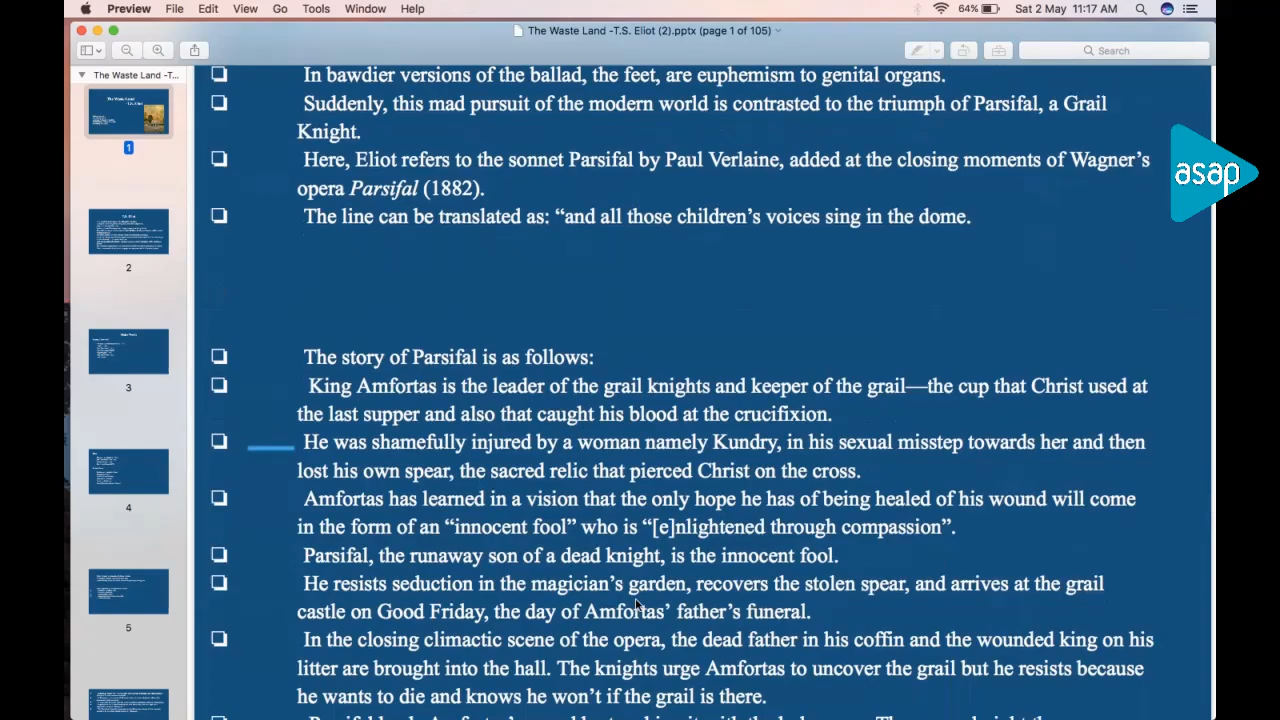 Preview File Edit View Go Tools Window Help 64% Sat 2 May 11:17 AM
The Waste Land -T.S. Eliot (2).pptx (page 1 of 105)
Search
The Waste Land -T...
1
2
3
4
5
In bawdier versions of the ballad, the feet, are euphemism to genital organs.
Suddenly, this mad pursuit of the modern world is contrasted to the triumph of Parsifal, a Grail
Knight.
Here, Eliot refers to the sonnet Parsifal by Paul Verlaine, added at the closing moments of Wagner's
opera Parsifal (1882).
The line can be translated as: “and all those children's voices sing in the dome.
asap
The story of Parsifal is as follows:
King Amfortas is the leader of the grail knights and keeper of the grail—the cup that Christ used at
the last supper and also that caught his blood at the crucifixion.
He was shamefully injured by a woman namely Kundry, in his sexual misstep towards her and then
lost his own spear, the sacred relic that pierced Christ on the cross.
Amfortas has learned in a vision that the only hope he has of being healed of his wound will come
in the form of an “innocent fool” who is “[e]nlightened through compassion”.
Parsifal, the runaway son of a dead knight, is the innocent fool.
He resists seduction in the magician's garden, recovers the stolen spear, and arrives at the grail
castle on Good Friday, the day of Amfortas' father's funeral.
In the closing climactic scene of the opera, the dead father in his coffin and the wounded king on his
litter are brought into the hall. The knights urge Amfortas to uncover the grail but he resists because
he wants to die and knows he can't if the grail is there.